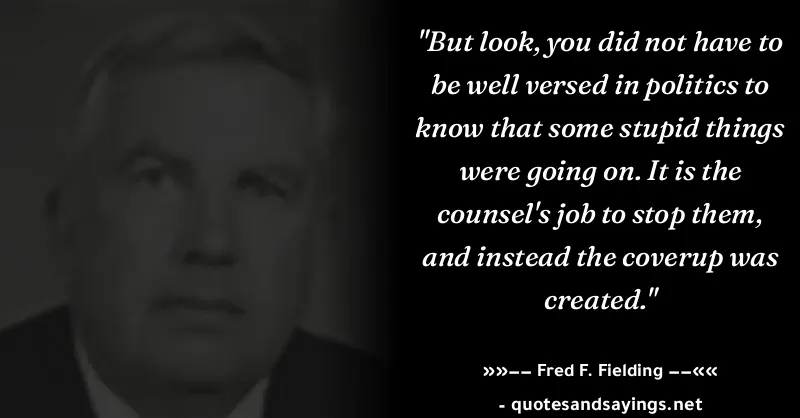 "But look, you did not have to
be well versed in politics to
know that some stupid things
were going on. It is the
counsel's job to stop them,
and instead the coverup was
created."
»»−− Fred F. Fielding −−««
- quotesandsayings.net